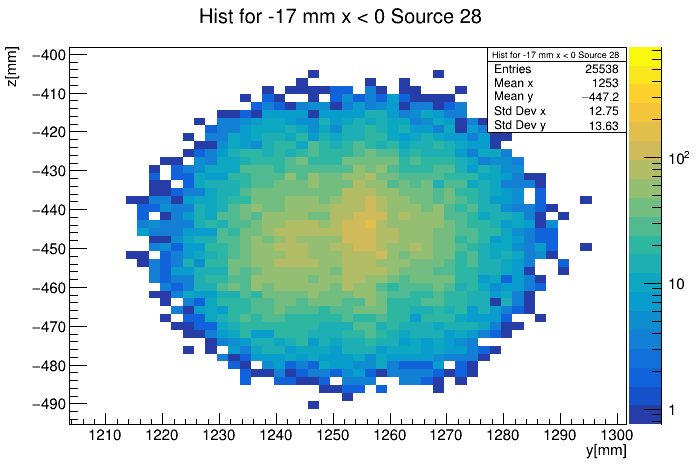 Hist for -17 mm x < 0 Source 28
z[mm]
Hist for -17 mm x < 0 Source 28
Entries 25538
Mean x 1253
Mean y −447.2
Std Dev x 12.75
Std Dev y 13.63
−400
−410
−420
−430
−440
−450
−460
−470
−480
−490
10²
10
1
1210 1220 1230 1240 1250 1260 1270 1280 1290 1300
y[mm]